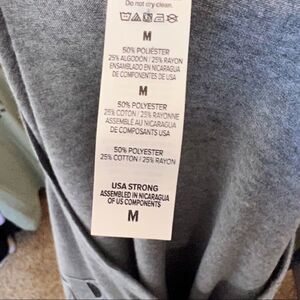 Do not dry clean.
M
50% POLIÉSTER
25% ALGODÓN / 25% RAYON
ENSAMBLADO EN NICARAGUA
DE COMPONENTES DE USA
M
50% POLYESTER
25% COTON / 25% RAYONNE
ASSEMBLÉ AU NICARAGUA
DE COMPOSANTS USA
M
50% POLYESTER
25% COTTON / 25% RAYON
USA STRONG
ASSEMBLED IN NICARAGUA
OF US COMPONENTS
M